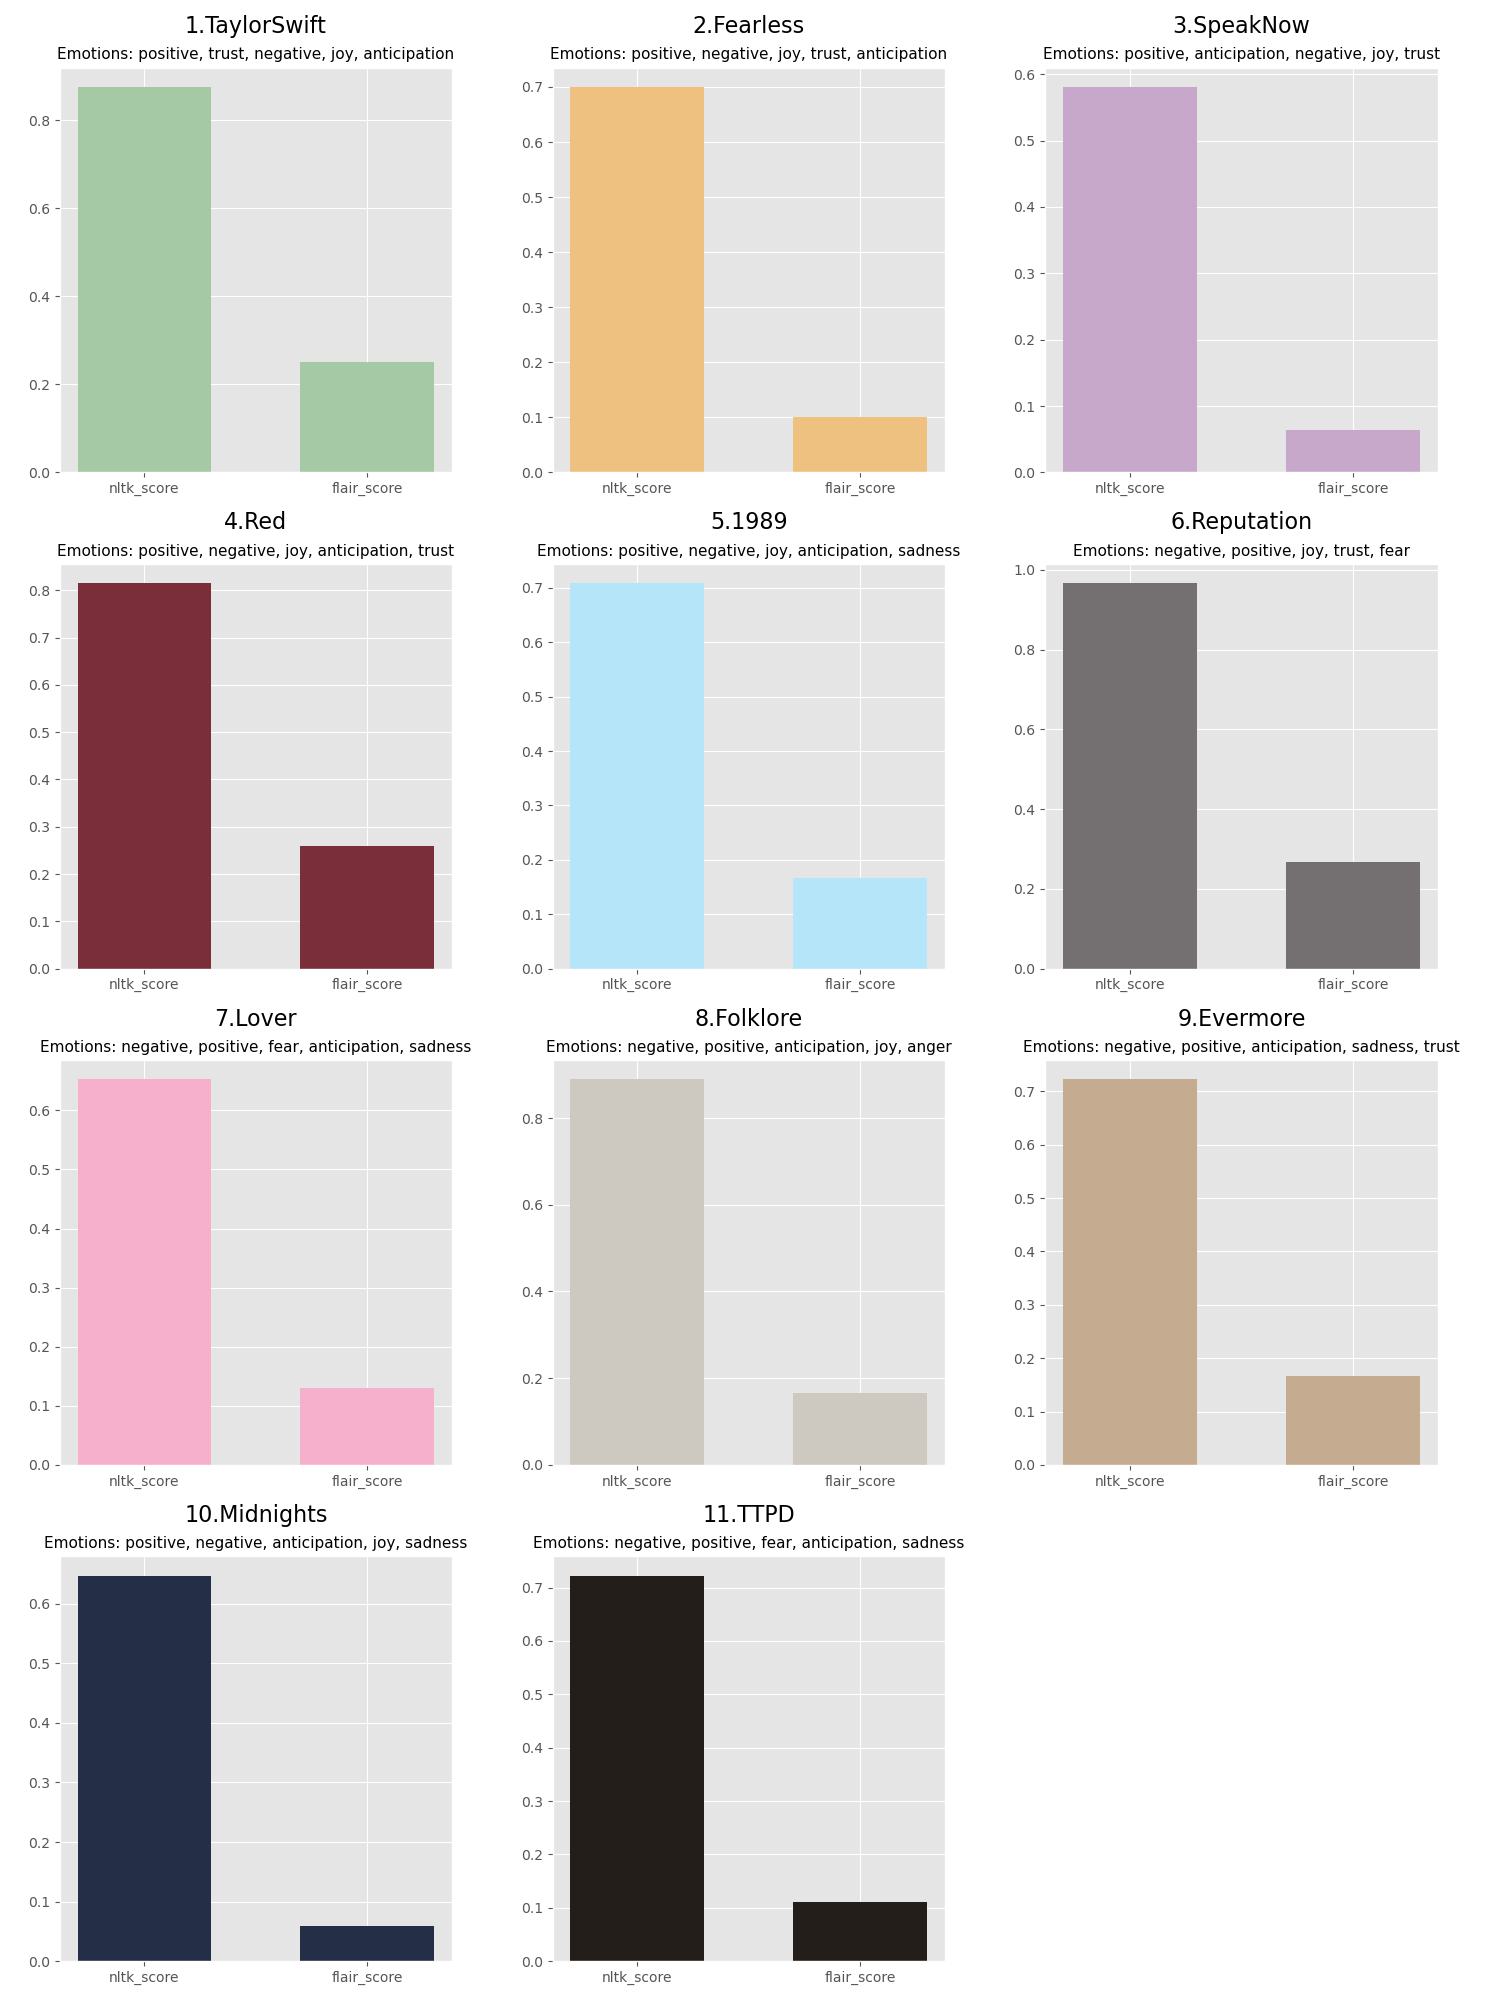 1.TaylorSwift
Emotions: positive, trust, negative, joy, anticipation
0.8
0.6
0.4
0.2
0.0
nltk_score
flair_score
2.Fearless
Emotions: positive, negative, joy, trust, anticipation
0.7
0.6
0.5
0.4
0.3
0.2
0.1
0.0
nltk_score
flair_score
3.SpeakNow
Emotions: positive, anticipation, negative, joy, trust
0.6
0.5
0.4
0.3
0.2
0.1
0.0
nltk_score
flair_score
4.Red
Emotions: positive, negative, joy, anticipation, trust
0.8
0.7
0.6
0.5
0.4
0.3
0.2
0.1
0.0
nltk_score
flair_score
5.1989
Emotions: positive, negative, joy, anticipation, sadness
0.7
0.6
0.5
0.4
0.3
0.2
0.1
0.0
nltk_score
flair_score
6.Reputation
Emotions: negative, positive, joy, trust, fear
1.0
0.8
0.6
0.4
0.2
0.0
nltk_score
flair_score
7.Lover
Emotions: negative, positive, fear, anticipation, sadness
0.6
0.5
0.4
0.3
0.2
0.1
0.0
nltk_score
flair_score
8.Folklore
Emotions: negative, positive, anticipation, joy, anger
0.8
0.6
0.4
0.2
0.0
nltk_score
flair_score
9.Evermore
Emotions: negative, positive, anticipation, sadness, trust
0.7
0.6
0.5
0.4
0.3
0.2
0.1
0.0
nltk_score
flair_score
10.Midnights
Emotions: positive, negative, anticipation, joy, sadness
0.6
0.5
0.4
0.3
0.2
0.1
0.0
nltk_score
flair_score
11.TTPD
Emotions: negative, positive, fear, anticipation, sadness
0.7
0.6
0.5
0.4
0.3
0.2
0.1
0.0
nltk_score
flair_score